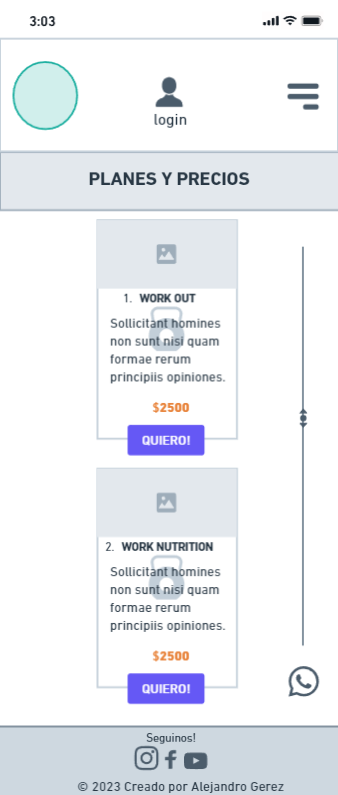 3:03
login
PLANES Y PRECIOS
1. WORK OUT
Sollicitant homines
non sunt nisi quam
formae rerum
principiis opiniones.
$2500
QUIERO!
2. WORK NUTRITION
Sollicitant homines
non sunt nisi quam
formae rerum
principiis opiniones.
$2500
QUIERO!
Seguinos!
© 2023 Creado por Alejandro Gerez